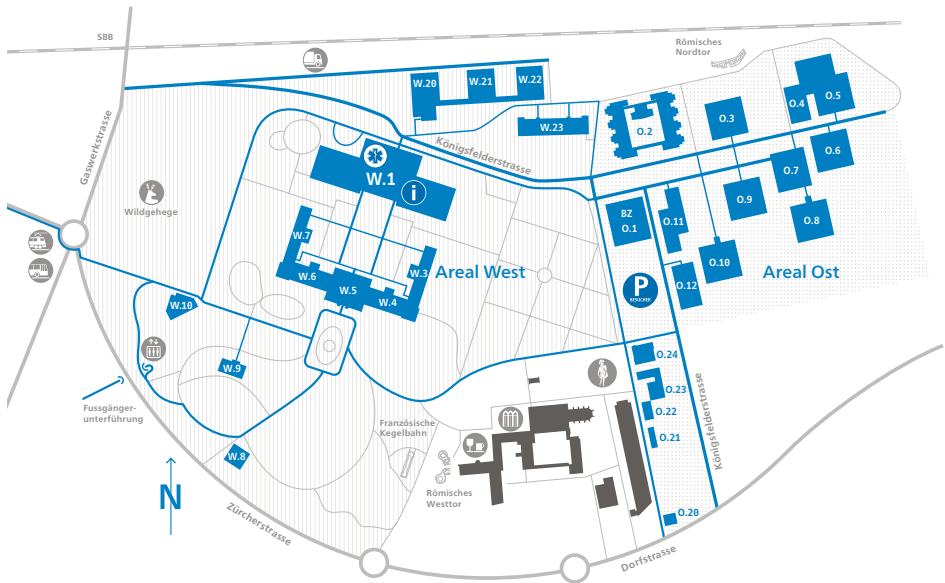 SBB
Gaswerkstrasse
Römisches
Nordtor
W.20
W.21
W.22
W.23
O.2
O.3
O.4
O.5
O.6
O.7
O.8
O.9
O.10
O.11
O.12
BZ
O.1
Königsfelderstrasse
W.1
i
Wildgehege
W.7
W.6
W.5
W.4
W.3
Areal West
Areal Ost
P
BESUCHER
W.10
W.9
W.8
Fussgänger-
unterführung
N
Zürcherstrasse
Französische
Kegelbahn
Römisches
Westtor
O.24
O.23
O.22
O.21
O.20
Königsfelderstrasse
Dorfstrasse